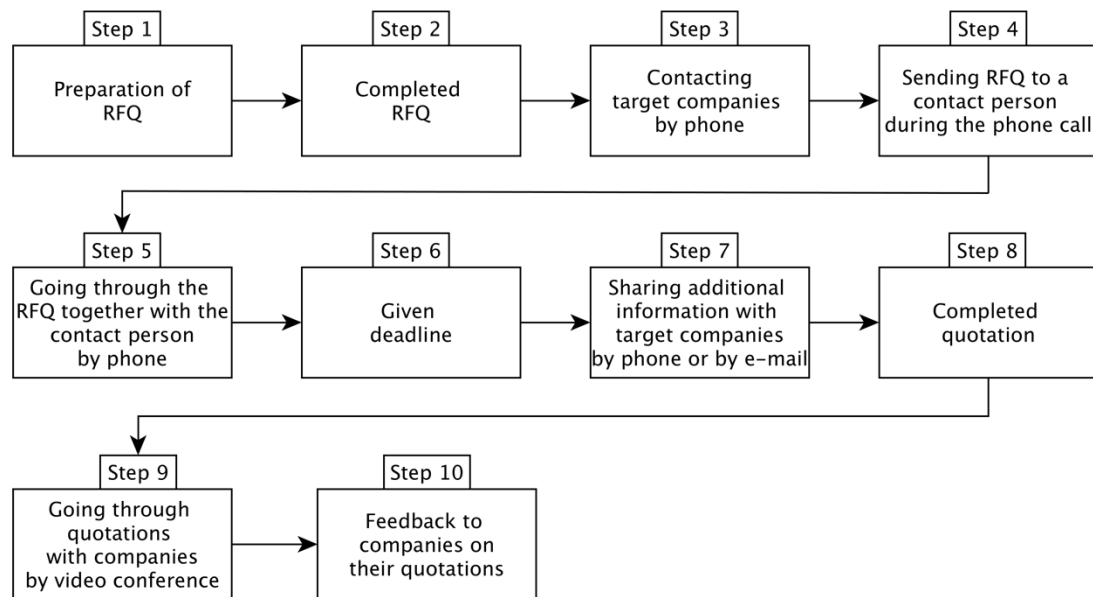 Step 1
Preparation of
RFQ
Step 2
Completed
RFQ
Step 3
Contacting
target companies
by phone
Step 4
Sending RFQ to a
contact person
during the phone call
Step 5
Going through the
RFQ together with the
contact person
by phone
Step 6
Given
deadline
Step 7
Sharing additional
information with
target companies
by phone or by e-mail
Step 8
Completed
quotation
Step 9
Going through
quotations
with companies
by video conference
Step 10
Feedback to
companies on
their quotations